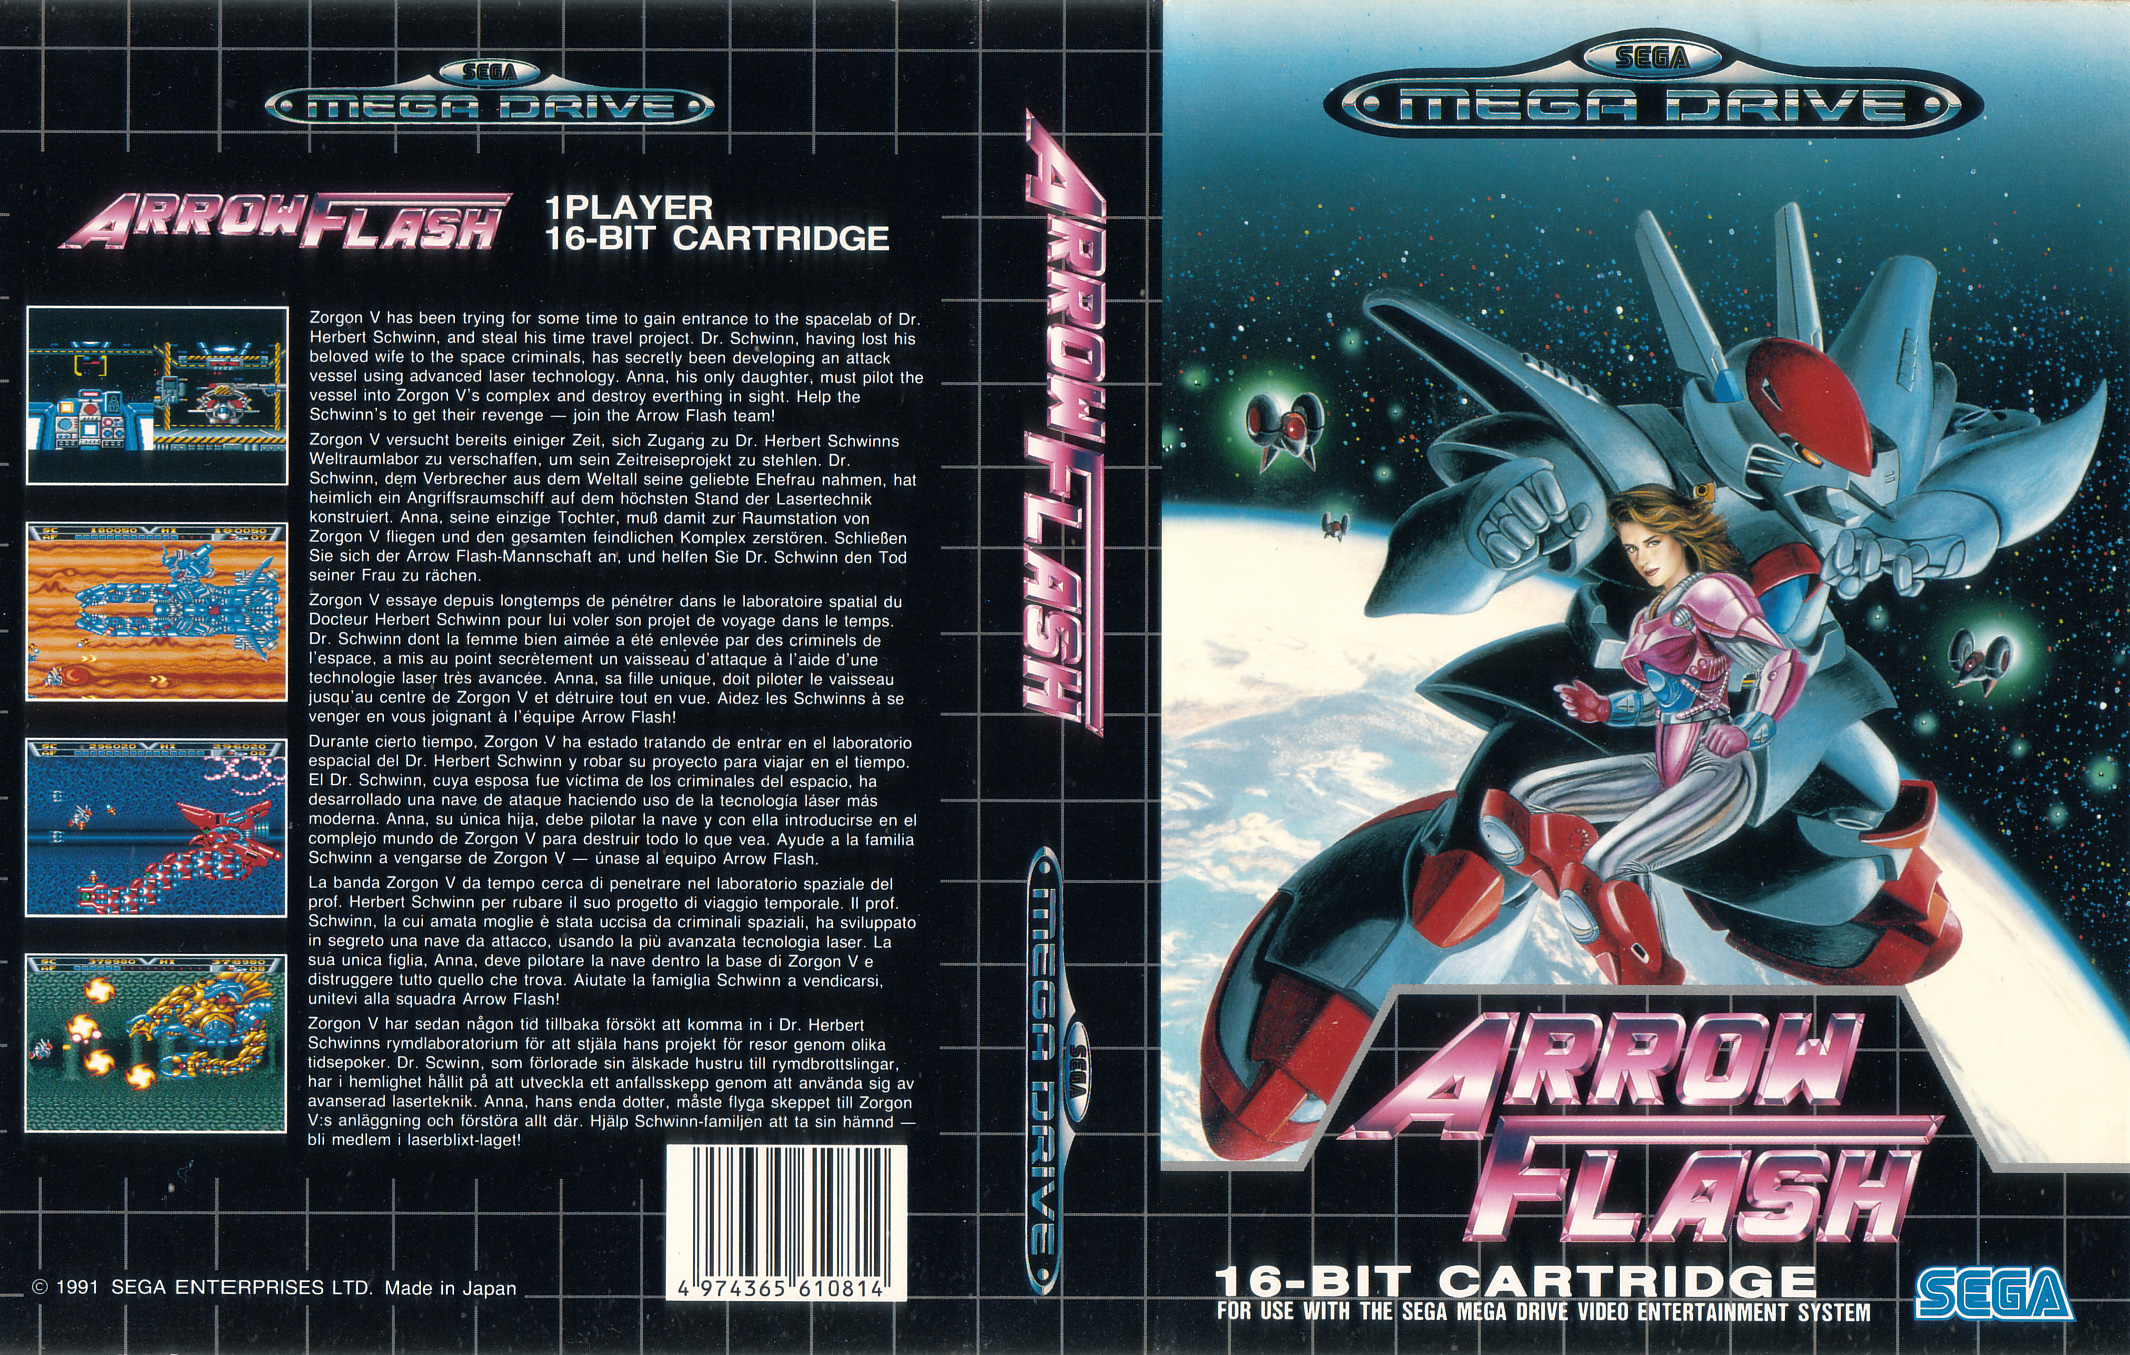 SEGA
MEGA DRIVE
ARROW FLASH
1PLAYER
16-BIT CARTRIDGE
Zorgon V has been trying for some time to gain entrance to the spacelab of Dr.
Herbert Schwinn, and steal his time travel project. Dr. Schwinn, having lost his
beloved wife to the space criminals, has secretly been developing an attack
vessel using advanced laser technology. Anna, his only daughter, must pilot the
vessel into Zorgon V's complex and destroy everthing in sight. Help the
Schwinn's to get their revenge — join the Arrow Flash team!
Zorgon V versucht bereits einiger Zeit, sich Zugang zu Dr. Herbert Schwinns
Weltraumlabor zu verschaffen, um sein Zeitreiseprojekt zu stehlen. Dr.
Schwinn, dem Verbrecher aus dem Weltall seine geliebte Ehefrau nahmen, hat
heimlich ein Angriffsraumschiff auf dem höchsten Stand der Lasertechnik
konstruiert. Anna, seine einzige Tochter, muß damit zur Raumstation von
Zorgon V fliegen und den gesamten feindlichen Komplex zerstören. Schließen
Sie sich der Arrow Flash-Mannschaft an, und helfen Sie Dr. Schwinn den Tod
seiner Frau zu rächen.
Zorgon V essaye depuis longtemps de pénétrer dans le laboratoire spatial du
Docteur Herbert Schwinn pour lui voler son projet de voyage dans le temps.
Dr. Schwinn dont la femme bien aimée a été enlevée par des criminels de
l'espace, a mis au point secrètement un vaisseau d'attaque à l'aide d'une
technologie laser très avancée. Anna, sa fille unique, doit piloter le vaisseau
jusqu'au centre de Zorgon V et détruire tout en vue. Aidez les Schwinns à se
venger en vous joignant à l'équipe Arrow Flash!
Durante cierto tiempo, Zorgon V ha estado tratando de entrar en el laboratorio
espacial del Dr. Herbert Schwinn y robar su proyecto para viajar en el tiempo.
El Dr. Schwinn, cuya esposa fue víctima de los criminales del espacio, ha
desarrollado una nave de ataque haciendo uso de la tecnología láser más
moderna. Anna, su única hija, debe pilotar la nave y con ella introducirse en el
complejo mundo de Zorgon V para destruir todo lo que vea. Ayude a la familia
Schwinn a vengarse de Zorgon V — únase al equipo Arrow Flash.
La banda Zorgon V da tempo cerca di penetrare nel laboratorio spaziale del
prof. Herbert Schwinn per rubare il suo progetto di viaggio temporale. Il prof.
Schwinn, la cui amata moglie è stata uccisa da criminali spaziali, ha sviluppato
in segreto una nave da attacco, usando la più avanzata tecnologia laser. La
sua unica figlia, Anna, deve pilotare la nave dentro la base di Zorgon V e
distruggere tutto quello che trova. Aiutate la famiglia Schwinn a vendicarsi,
unitevi alla squadra Arrow Flash!
Zorgon V har sedan någon tid tillbaka försökt att komma in i Dr. Herbert
Schwinns rymdlaboratorium för att stjäla hans projekt för resor genom olika
tidsepoker. Dr. Scwinn, som förlorade sin älskade hustru till rymdbrottslingar,
har i hemlighet hållit på att utveckla ett anfallsskepp genom att använda sig av
avanserad laserteknik. Anna, hans enda dotter, måste flyga skeppet till Zorgon
V:s anläggning och förstöra allt där. Hjälp Schwinn-familjen att ta sin hämnd —
bli medlem i laserblixt-laget!
SC 180050 HI 180050
07
SC 296020 HI 296020
08
SC 378980 HI 378980
08
4 974365 610814
© 1991 SEGA ENTERPRISES LTD. Made in Japan
ARROW FLASH
SEGA
MEGA DRIVE
SEGA
MEGA DRIVE
ARROW
FLASH
16-BIT CARTRIDGE
FOR USE WITH THE SEGA MEGA DRIVE VIDEO ENTERTAINMENT SYSTEM
SEGA